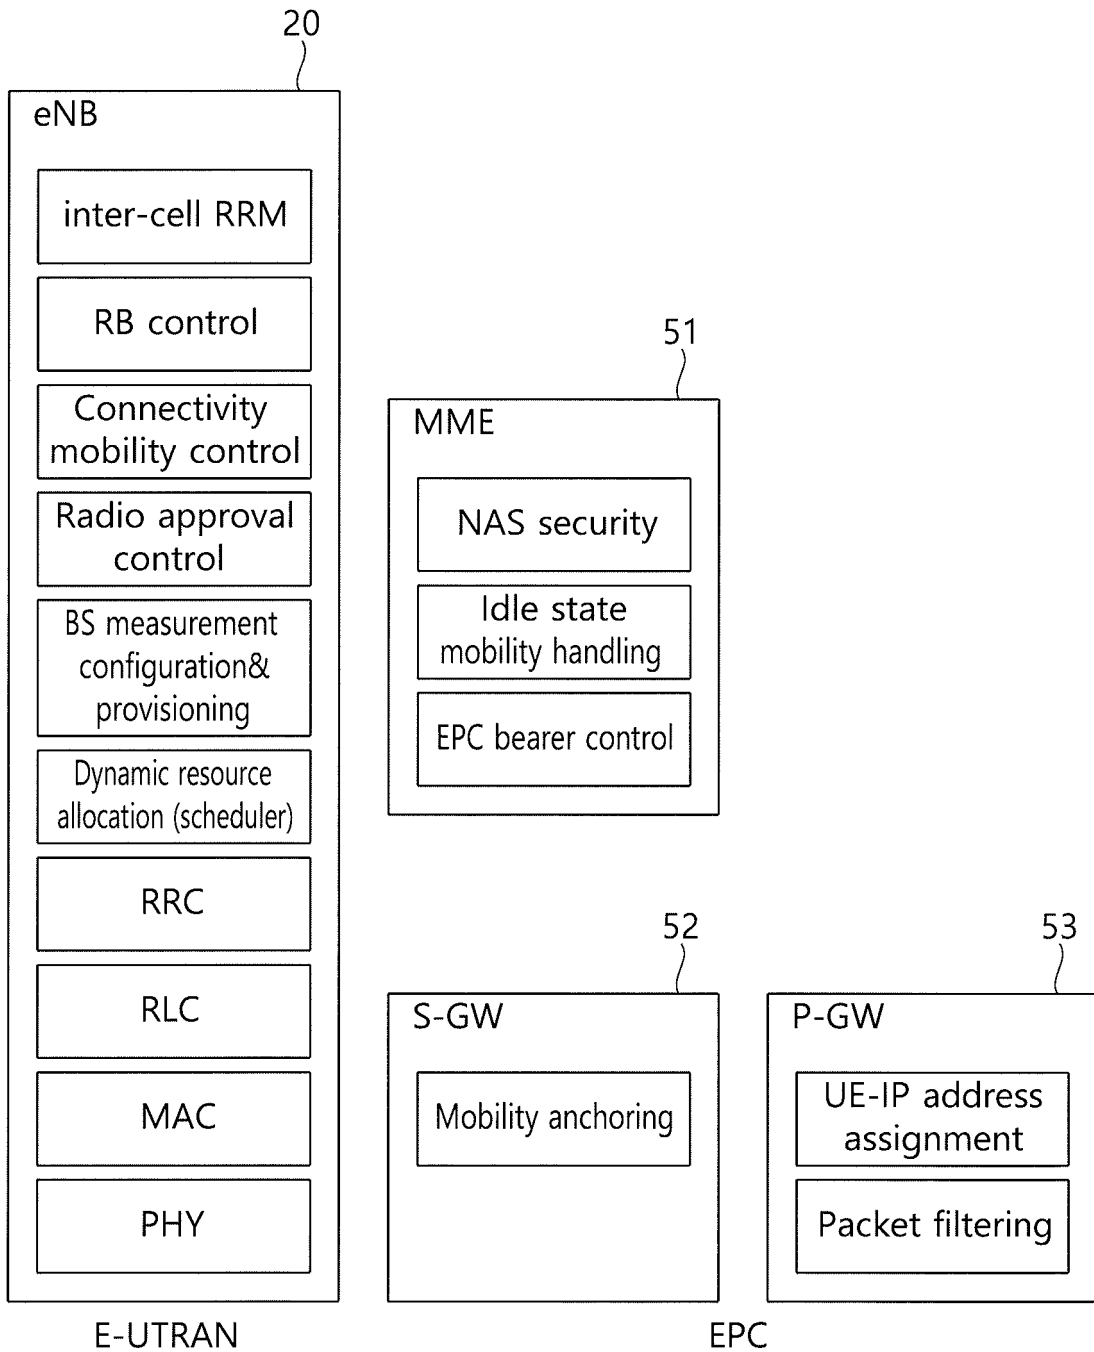 20
eNB
inter-cell RRM
RB control
Connectivity
mobility control
Radio approval
control
BS measurement
configuration&
provisioning
Dynamic resource
allocation (scheduler)
RRC
RLC
MAC
PHY
E-UTRAN
51
MME
NAS security
Idle state
mobility handling
EPC bearer control
52
S-GW
Mobility anchoring
53
P-GW
UE-IP address
assignment
Packet filtering
EPC